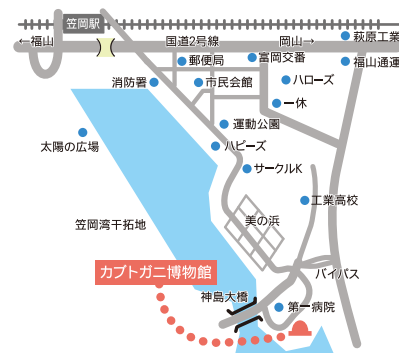 笠岡駅
←福山
国道2号線
岡山→
萩原工業
郵便局
富岡交番
福山通運
消防署
市民会館
ハローズ
一休
運動公園
太陽の広場
ハピーズ
サークルK
工業高校
笠岡湾干拓地
美の浜
カブトガニ博物館
バイパス
神島大橋
第一病院